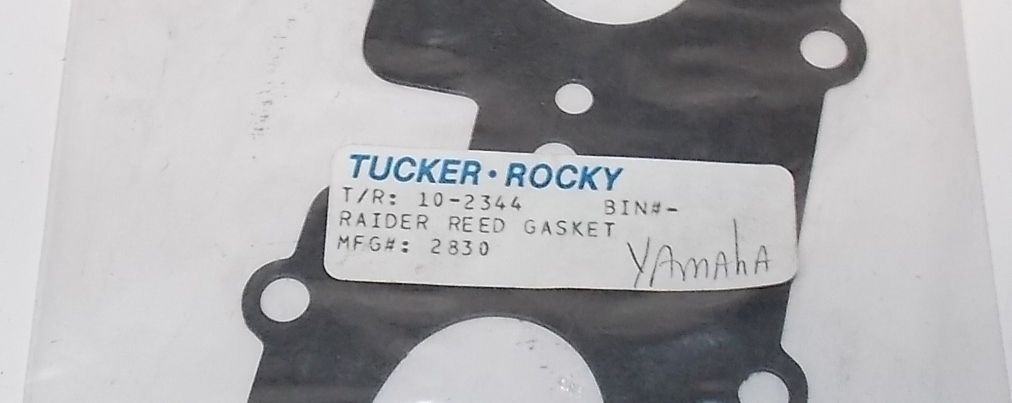 TUCKER • ROCKY
T/R: 10-2344 BIN#-
RAIDER REED GASKET
MFG#: 2830
YAmAhA